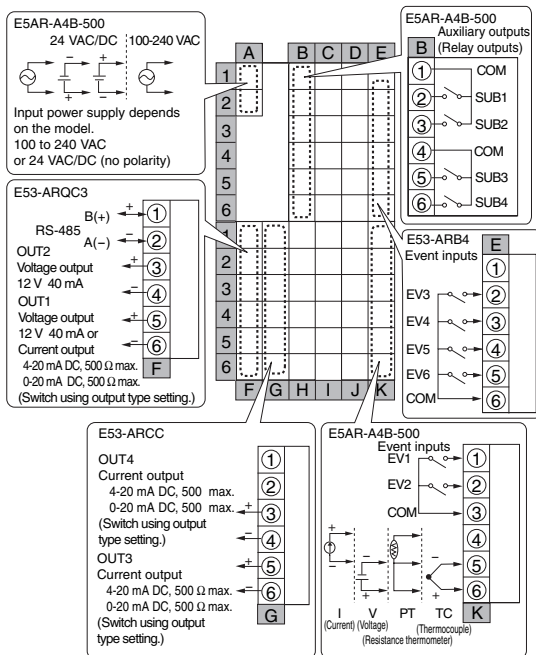 E5AR-A4B-500
24 VAC/DC 100-240 VAC
Input power supply depends
on the model.
100 to 240 VAC
or 24 VAC/DC (no polarity)
A B C D E
1
2
3
4
5
6
1
2
3
4
5
6
F G H I J K
E5AR-A4B-500
Auxiliary outputs
(Relay outputs)
B
1 COM
2 SUB1
3 SUB2
4 COM
5 SUB3
6 SUB4
E53-ARQC3
RS-485
B(+) + 1
A(−) − 2
OUT2
Voltage output
12 V 40 mA
+ 3
− 4
OUT1
Voltage output
12 V 40 mA or
Current output
4-20 mA DC, 500 Ω max.
0-20 mA DC, 500 Ω max.
(Switch using output type setting.)
+ 5
− 6
F
E53-ARB4
Event inputs
E
1
EV3 2
EV4 3
EV5 4
EV6 5
COM 6
E53-ARCC
OUT4
Current output
4-20 mA DC, 500 max.
0-20 mA DC, 500 max.
(Switch using output
type setting.)
OUT3
Current output
4-20 mA DC, 500 Ω max.
0-20 mA DC, 500 Ω max.
(Switch using output
type setting.)
1
2
+ 3
− 4
+ 5
− 6
G
E5AR-A4B-500
Event inputs
EV1 1
EV2 2
COM 3
4
5
6
I V PT TC K
(Current) (Voltage) (Thermocouple)
(Resistance thermometer)